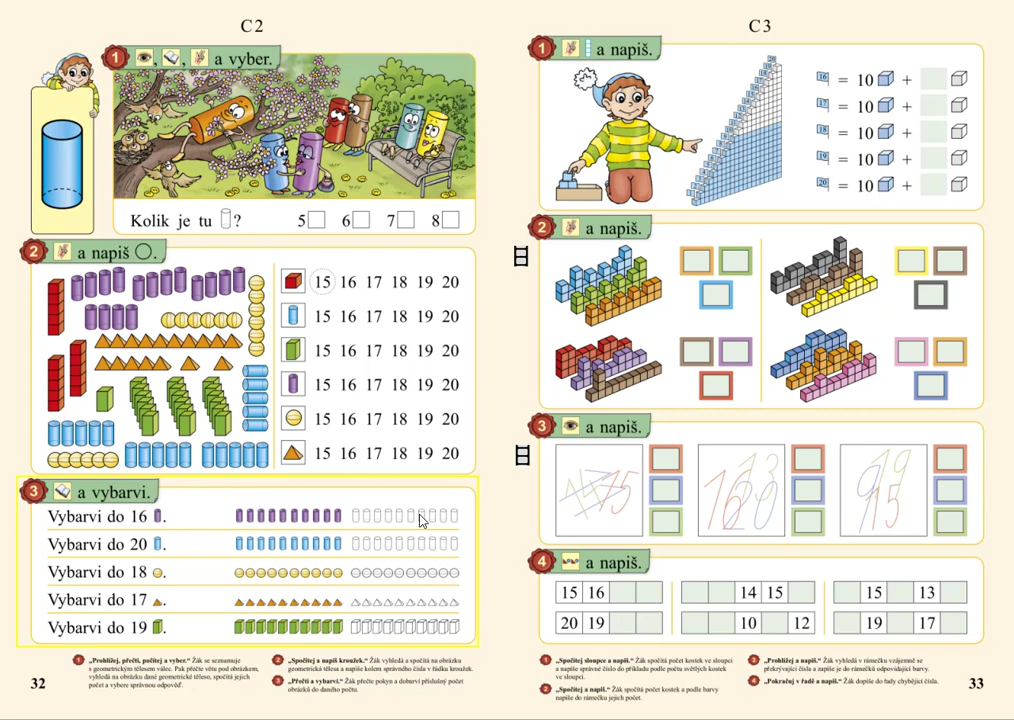 C2
1 , , a vyber.
Kolik je tu ?
5 6 7 8
2 a napiš ○.
15 16 17 18 19 20
15 16 17 18 19 20
15 16 17 18 19 20
15 16 17 18 19 20
15 16 17 18 19 20
15 16 17 18 19 20
3 a vybarvi.
Vybarvi do 16 .
Vybarvi do 20 .
Vybarvi do 18 .
Vybarvi do 17 .
Vybarvi do 19 .
1 „Prohlížej, přečti, počítej a vyber.“ Žák se seznamuje
s geometrickým tělesem válec. Pak přečte větu pod obrázkem,
vyhledá na obrázku dané geometrické těleso, spočítá jejich
počet a vybere správnou odpověď.
2 „Spočítej a napiš kroužek.“ Žák vyhledá a spočítá na obrázku
geometrická tělesa a napíše kolem správného čísla v řádku kroužek.
3 „Přečti a vybarvi.“ Žák přečte pokyn a dobarví příslušný počet
obrázků do daného počtu.
32
C3
1 a napiš.
16 = 10 +
17 = 10 +
18 = 10 +
19 = 10 +
20 = 10 +
2 a napiš.
3 a napiš.
4 a napiš.
15 16
14 15
15 13
20 19
10 12
19 17
1 „Spočítej sloupce a napiš.“ Žák spočítá počet kostek ve sloupci
a napíše správné číslo do příkladu podle počtu světlých kostek
ve sloupci.
2 „Spočítej a napiš.“ Žák spočítá počet kostek a podle barvy
napíše do rámečku jejich počet.
3 „Prohlížej a napiš.“ Žák vyhledá v rámečku vzájemně se
překrývající čísla a zapíše je do rámečků odpovídající barvy.
4 „Pokračuj v řadě a napiš.“ Žák dopíše do řady chybějící čísla.
33